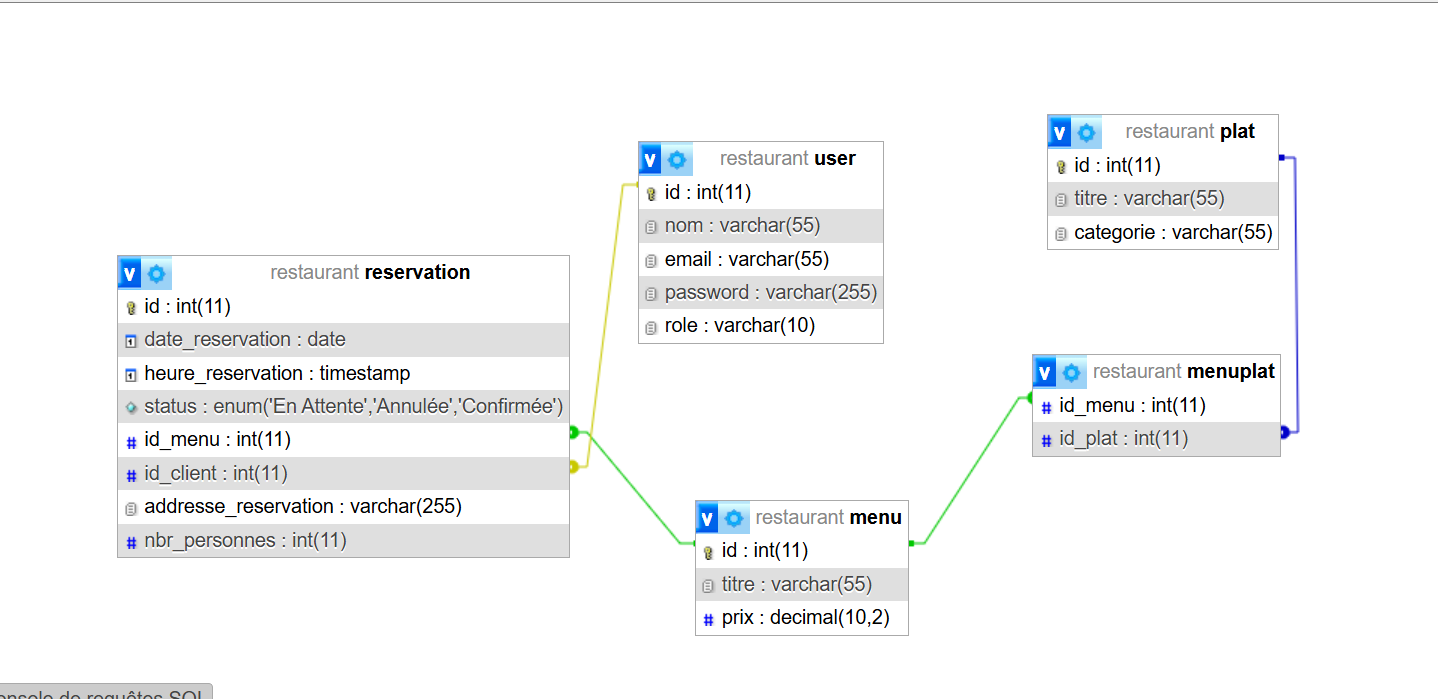 restaurant plat
id : int(11)
titre : varchar(55)
categorie : varchar(55)
restaurant user
id : int(11)
nom : varchar(55)
email : varchar(55)
password : varchar(255)
role : varchar(10)
restaurant reservation
id : int(11)
date_reservation : date
heure_reservation : timestamp
status : enum('En Attente','Annulée','Confirmée')
id_menu : int(11)
id_client : int(11)
addresse_reservation : varchar(255)
nbr_personnes : int(11)
restaurant menuplat
id_menu : int(11)
id_plat : int(11)
restaurant menu
id : int(11)
titre : varchar(55)
prix : decimal(10,2)
onsole de requêtes SQL